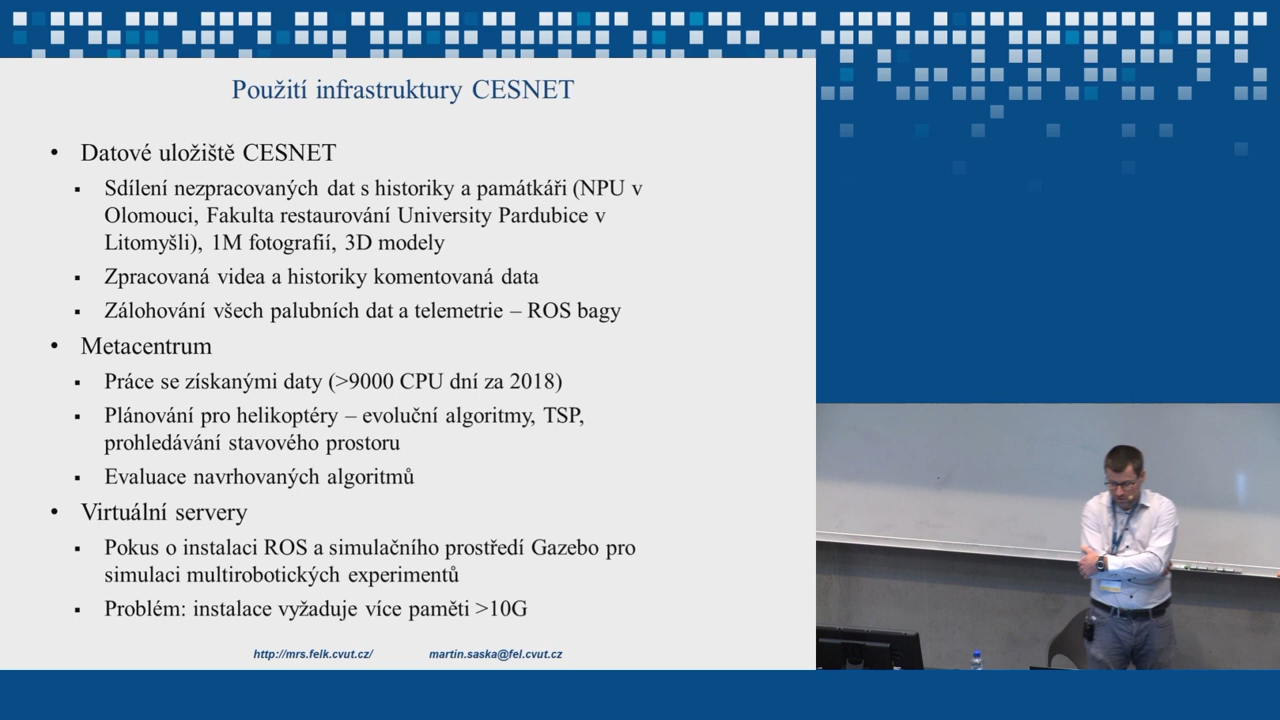 Použití infrastruktury CESNET
• Datové uložiště CESNET
▪ Sdílení nezpracovaných dat s historiky a památkáři (NPU v
Olomouci, Fakulta restaurování University Pardubice v
Litomyšli), 1M fotografií, 3D modely
▪ Zpracovaná videa a historiky komentovaná data
▪ Zálohování všech palubních dat a telemetrie – ROS bagy
• Metacentrum
▪ Práce se získanými daty (>9000 CPU dní za 2018)
▪ Plánování pro helikoptéry – evoluční algoritmy, TSP,
prohledávání stavového prostoru
▪ Evaluace navrhovaných algoritmů
• Virtuální servery
▪ Pokus o instalaci ROS a simulačního prostředí Gazebo pro
simulaci multirobotických experimentů
▪ Problém: instalace vyžaduje více paměti >10G
http://mrs.felk.cvut.cz/ martin.saska@fel.cvut.cz